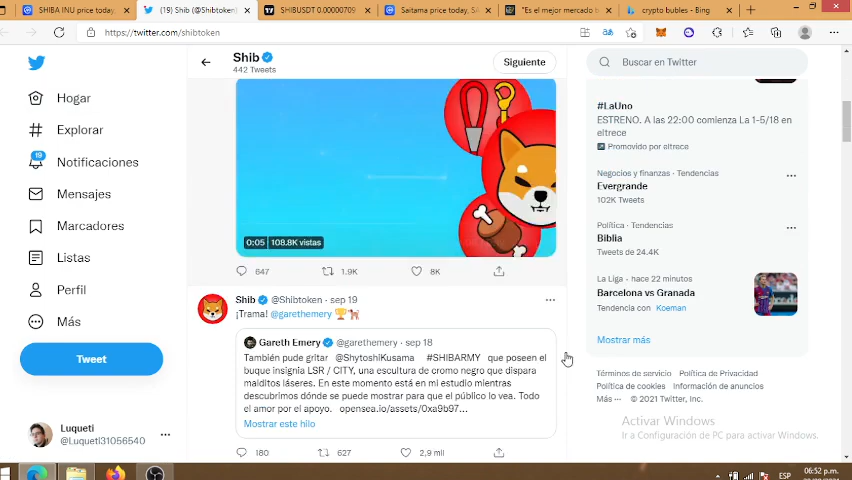 SHIBA INU price today,
(19) Shib (@Shibtoken)
SHIBUSDT 0.00000709
Saitama price today, SA
"Es el mejor mercado t
crypto bubles - Bing
https://twitter.com/shibtoken
Hogar
Explorar
19
Notificaciones
Mensajes
Marcadores
Listas
Perfil
Más
Tweet
Luqueti
@Luqueti31056540
Shib
442 Tweets
Siguiente
0:05 108.8K vistas
647 1.9K 8K
Shib @Shibtoken · sep 19
¡Trama! @garethemery
Gareth Emery @garethemery · sep 18
También pude gritar @ShytoshiKusama #SHIBARMY que poseen el
buque insignia LSR / CITY, una escultura de cromo negro que dispara
malditos láseres. En este momento está en mi estudio mientras
descubrimos dónde se puede mostrar para que el público lo vea. Todo
el amor por el apoyo. opensea.io/assets/0xa9b97...
Mostrar este hilo
180 627 2,9 mil
Buscar en Twitter
#LaUno
ESTRENO. A las 22:00 comienza La 1-5/18 en
eltrece
Promovido por eltrece
Negocios y finanzas · Tendencias
Evergrande
102K Tweets
Política · Tendencias
Biblia
Tweets de 24.4K
La Liga · hace 22 minutos
Barcelona vs Granada
Tendencia con Koeman
Mostrar más
Términos de servicio Política de Privacidad
Política de cookies Información de anuncios
Más ··· © 2021 Twitter, Inc.
Activar Windows
Ir a Configuración de PC para activar Windows.
ESP
06:52 p.m.